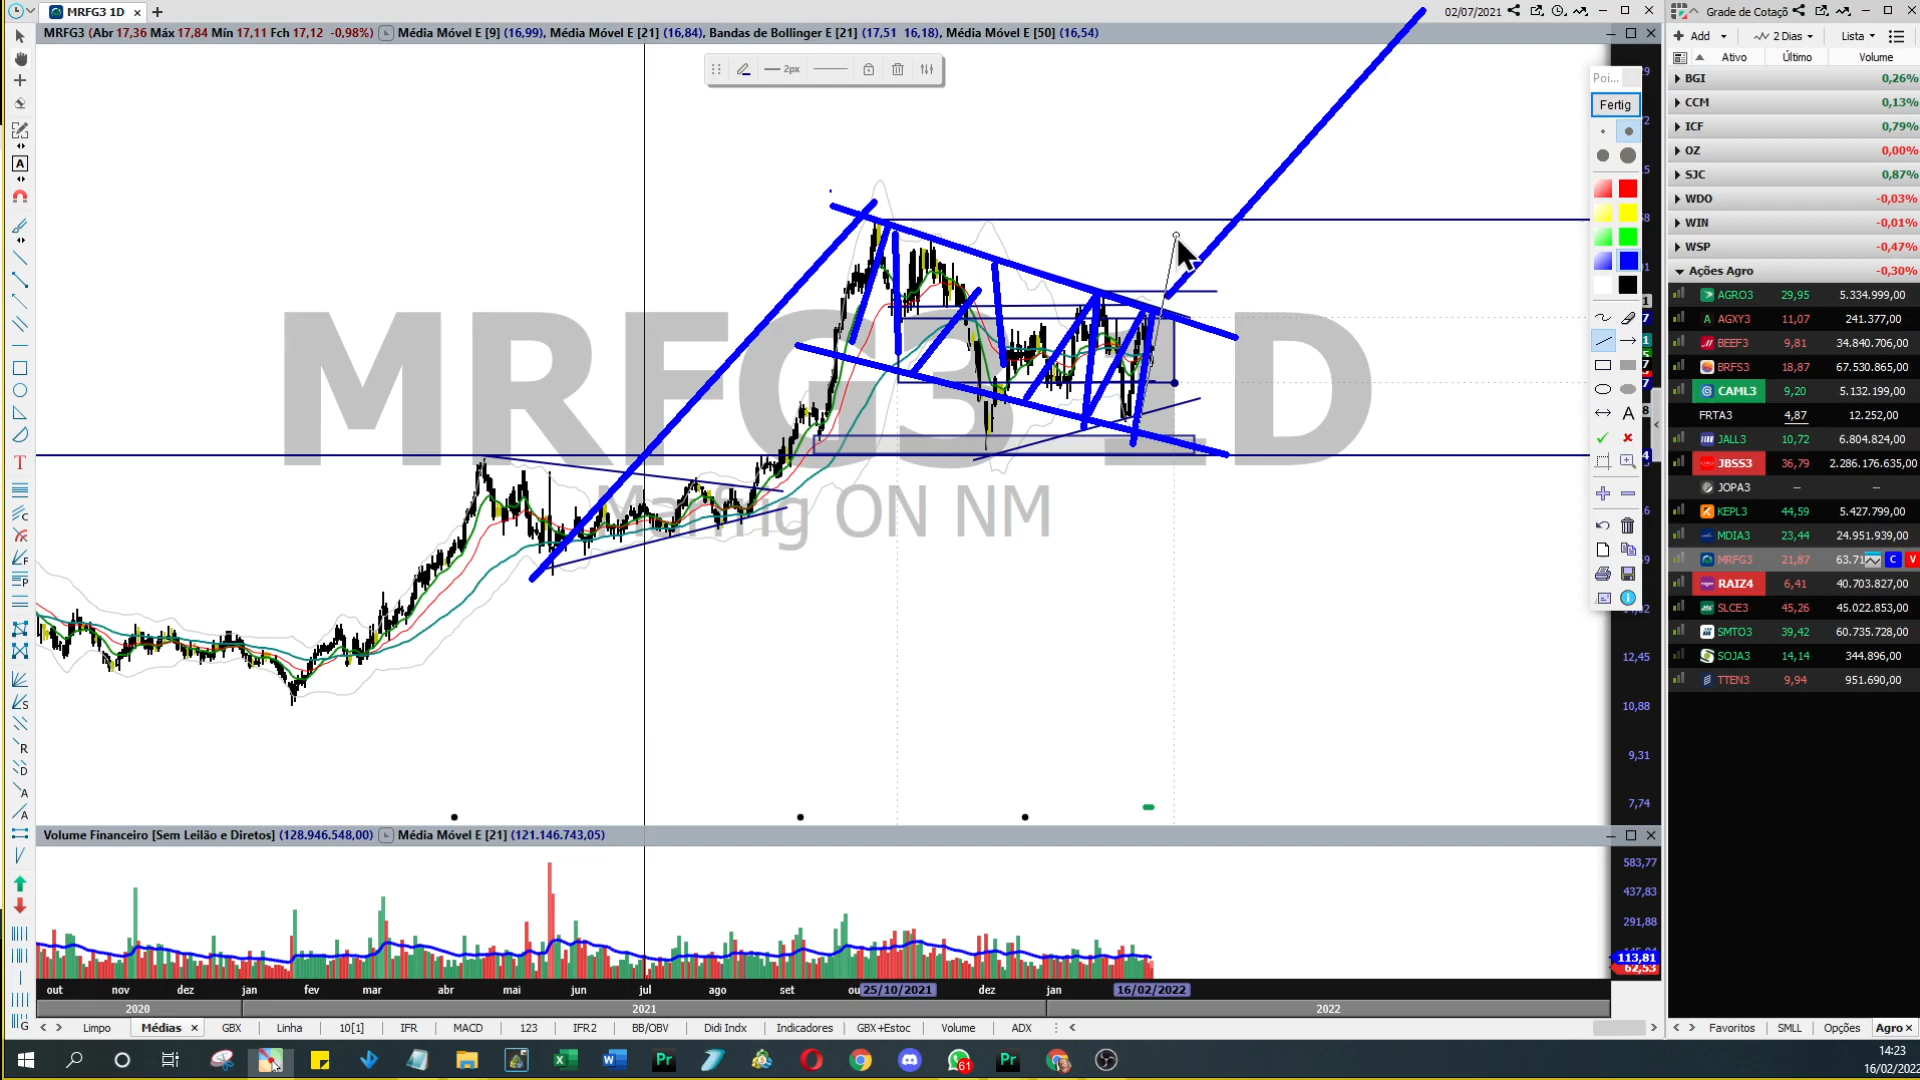 MRFG3 1D
02/07/2021
Grade de Cotaçõ
MRFG3 (Abr 17,36 Máx 17,84 Mín 17,11 Fch 17,12 -0,98%) Média Móvel E [9] (16,99), Média Móvel E [21] (16,84), Bandas de Bollinger E [21] (17,51 16,18), Média Móvel E [50] (16,54)
Add
2 Dias
Lista
Ativo Último Volume
2px
Poi...
Fertig
BGI 0,26%
CCM 0,13%
ICF 0,79%
OZ 0,00%
SJC 0,87%
WDO -0,03%
WIN -0,01%
WSP -0,47%
Ações Agro -0,30%
AGRO3 29,95 5.334.999,00
AGXY3 11,07 241.377,00
BEEF3 9,81 34.840.706,00
BRFS3 18,87 67.530.865,00
CAML3 9,20 5.132.199,00
FRTA3 4,87 12.252,00
JALL3 10,72 6.804.824,00
JBSS3 36,79 2.286.176.635,00
JOPA3 – –
KEPL3 44,59 5.427.799,00
MDIA3 23,44 24.951.939,00
MRFG3 21,87 63.71 C V
RAIZ4 6,41 40.703.827,00
SLCE3 45,26 45.022.853,00
SMTO3 39,42 60.735.728,00
SOJA3 14,14 344.896,00
TTEN3 9,94 951.690,00
MRFG3 1D
Marfrig ON NM
12,45
10,88
9,31
7,74
Volume Financeiro [Sem Leilão e Diretos] (128.946.548,00) Média Móvel E [21] (121.146.743,05)
583,77
437,83
291,88
113,81
62,53
out nov dez jan fev mar abr mai jun jul ago set ou 25/10/2021 dez jan 16/02/2022
2020 2021 2022
Limpo Médias GBX Linha 10[1] IFR MACD 123 IFR2 BB/OBV Didi Indx Indicadores GBX+Estoc Volume ADX
Favoritos SMLL Opções Agro
61
14:23
16/02/2022